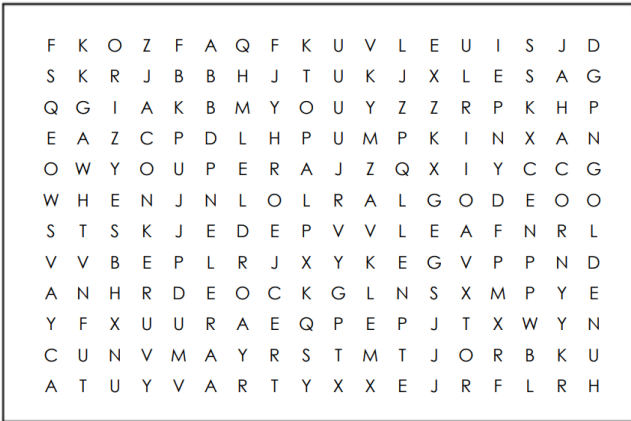 F K O Z F A Q F K U V L E U I S J D
S K R J B B H J T U K J X L E S A G
Q G I A K B M Y O U Y Z Z R P K H P
E A Z C P D L H P U M P K I N X A N
O W Y O U P E R A J Z Q X I Y C C G
W H E N J N L O L R A L G O D E O O
S T S K J E D E P V V L E A F N R L
V V B E P L R J X Y K E G V P P N D
A N H R D E O C K G L N S X M P Y E
Y F X U U R A E Q P E P J T X W Y N
C U N V M A Y R S T M T J O R B K U
A T U Y V A R T Y X X E J R F L R H